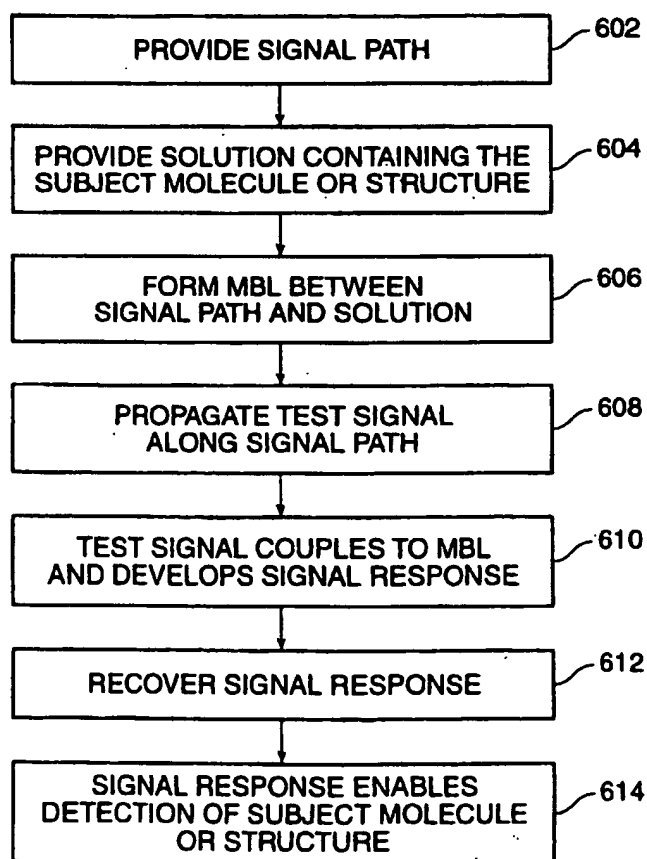 PROVIDE SIGNAL PATH
602
PROVIDE SOLUTION CONTAINING THE
SUBJECT MOLECULE OR STRUCTURE
604
FORM MBL BETWEEN
SIGNAL PATH AND SOLUTION
606
PROPAGATE TEST SIGNAL
ALONG SIGNAL PATH
608
TEST SIGNAL COUPLES TO MBL
AND DEVELOPS SIGNAL RESPONSE
610
RECOVER SIGNAL RESPONSE
612
SIGNAL RESPONSE ENABLES
DETECTION OF SUBJECT MOLECULE
OR STRUCTURE
614